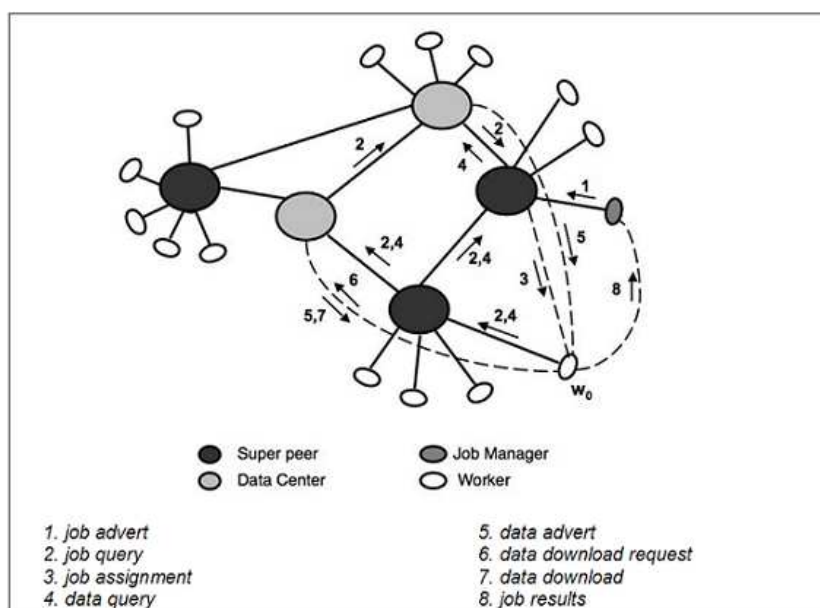 2
2
4
1
2,4
2,4
5
6
3
8
5,7
2,4
w0
Super peer
Job Manager
Data Center
Worker
1. job advert
5. data advert
2. job query
6. data download request
3. job assignment
7. data download
4. data query
8. job results